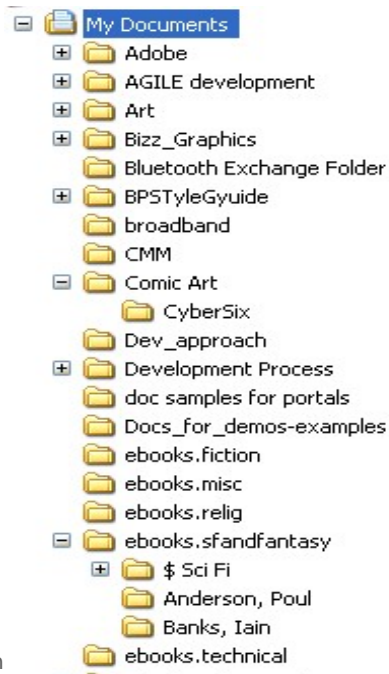 My Documents
Adobe
AGILE development
Art
Bizz_Graphics
Bluetooth Exchange Folder
BPSTyleGyuide
broadband
CMM
Comic Art
CyberSix
Dev_approach
Development Process
doc samples for portals
Docs_for_demos-examples
ebooks.fiction
ebooks.misc
ebooks.relig
ebooks.sfandfantasy
$ Sci Fi
Anderson, Poul
Banks, Iain
ebooks.technical